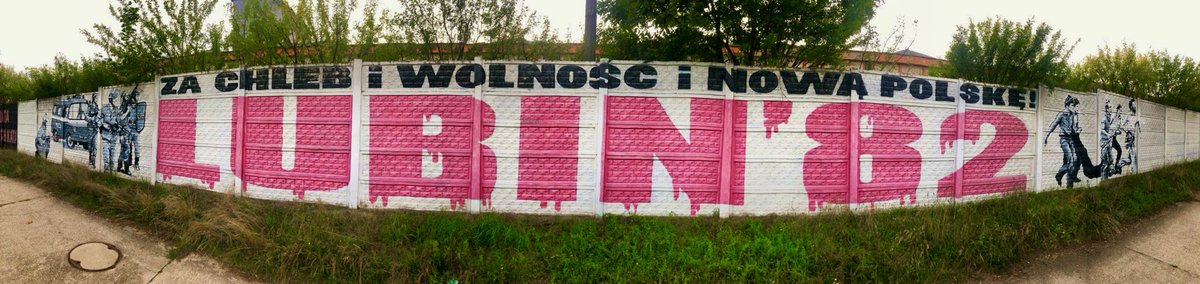 ZA CHLEB i WOLNOŚĆ i NOWĄ POLSKĘ!
LUBIN '82